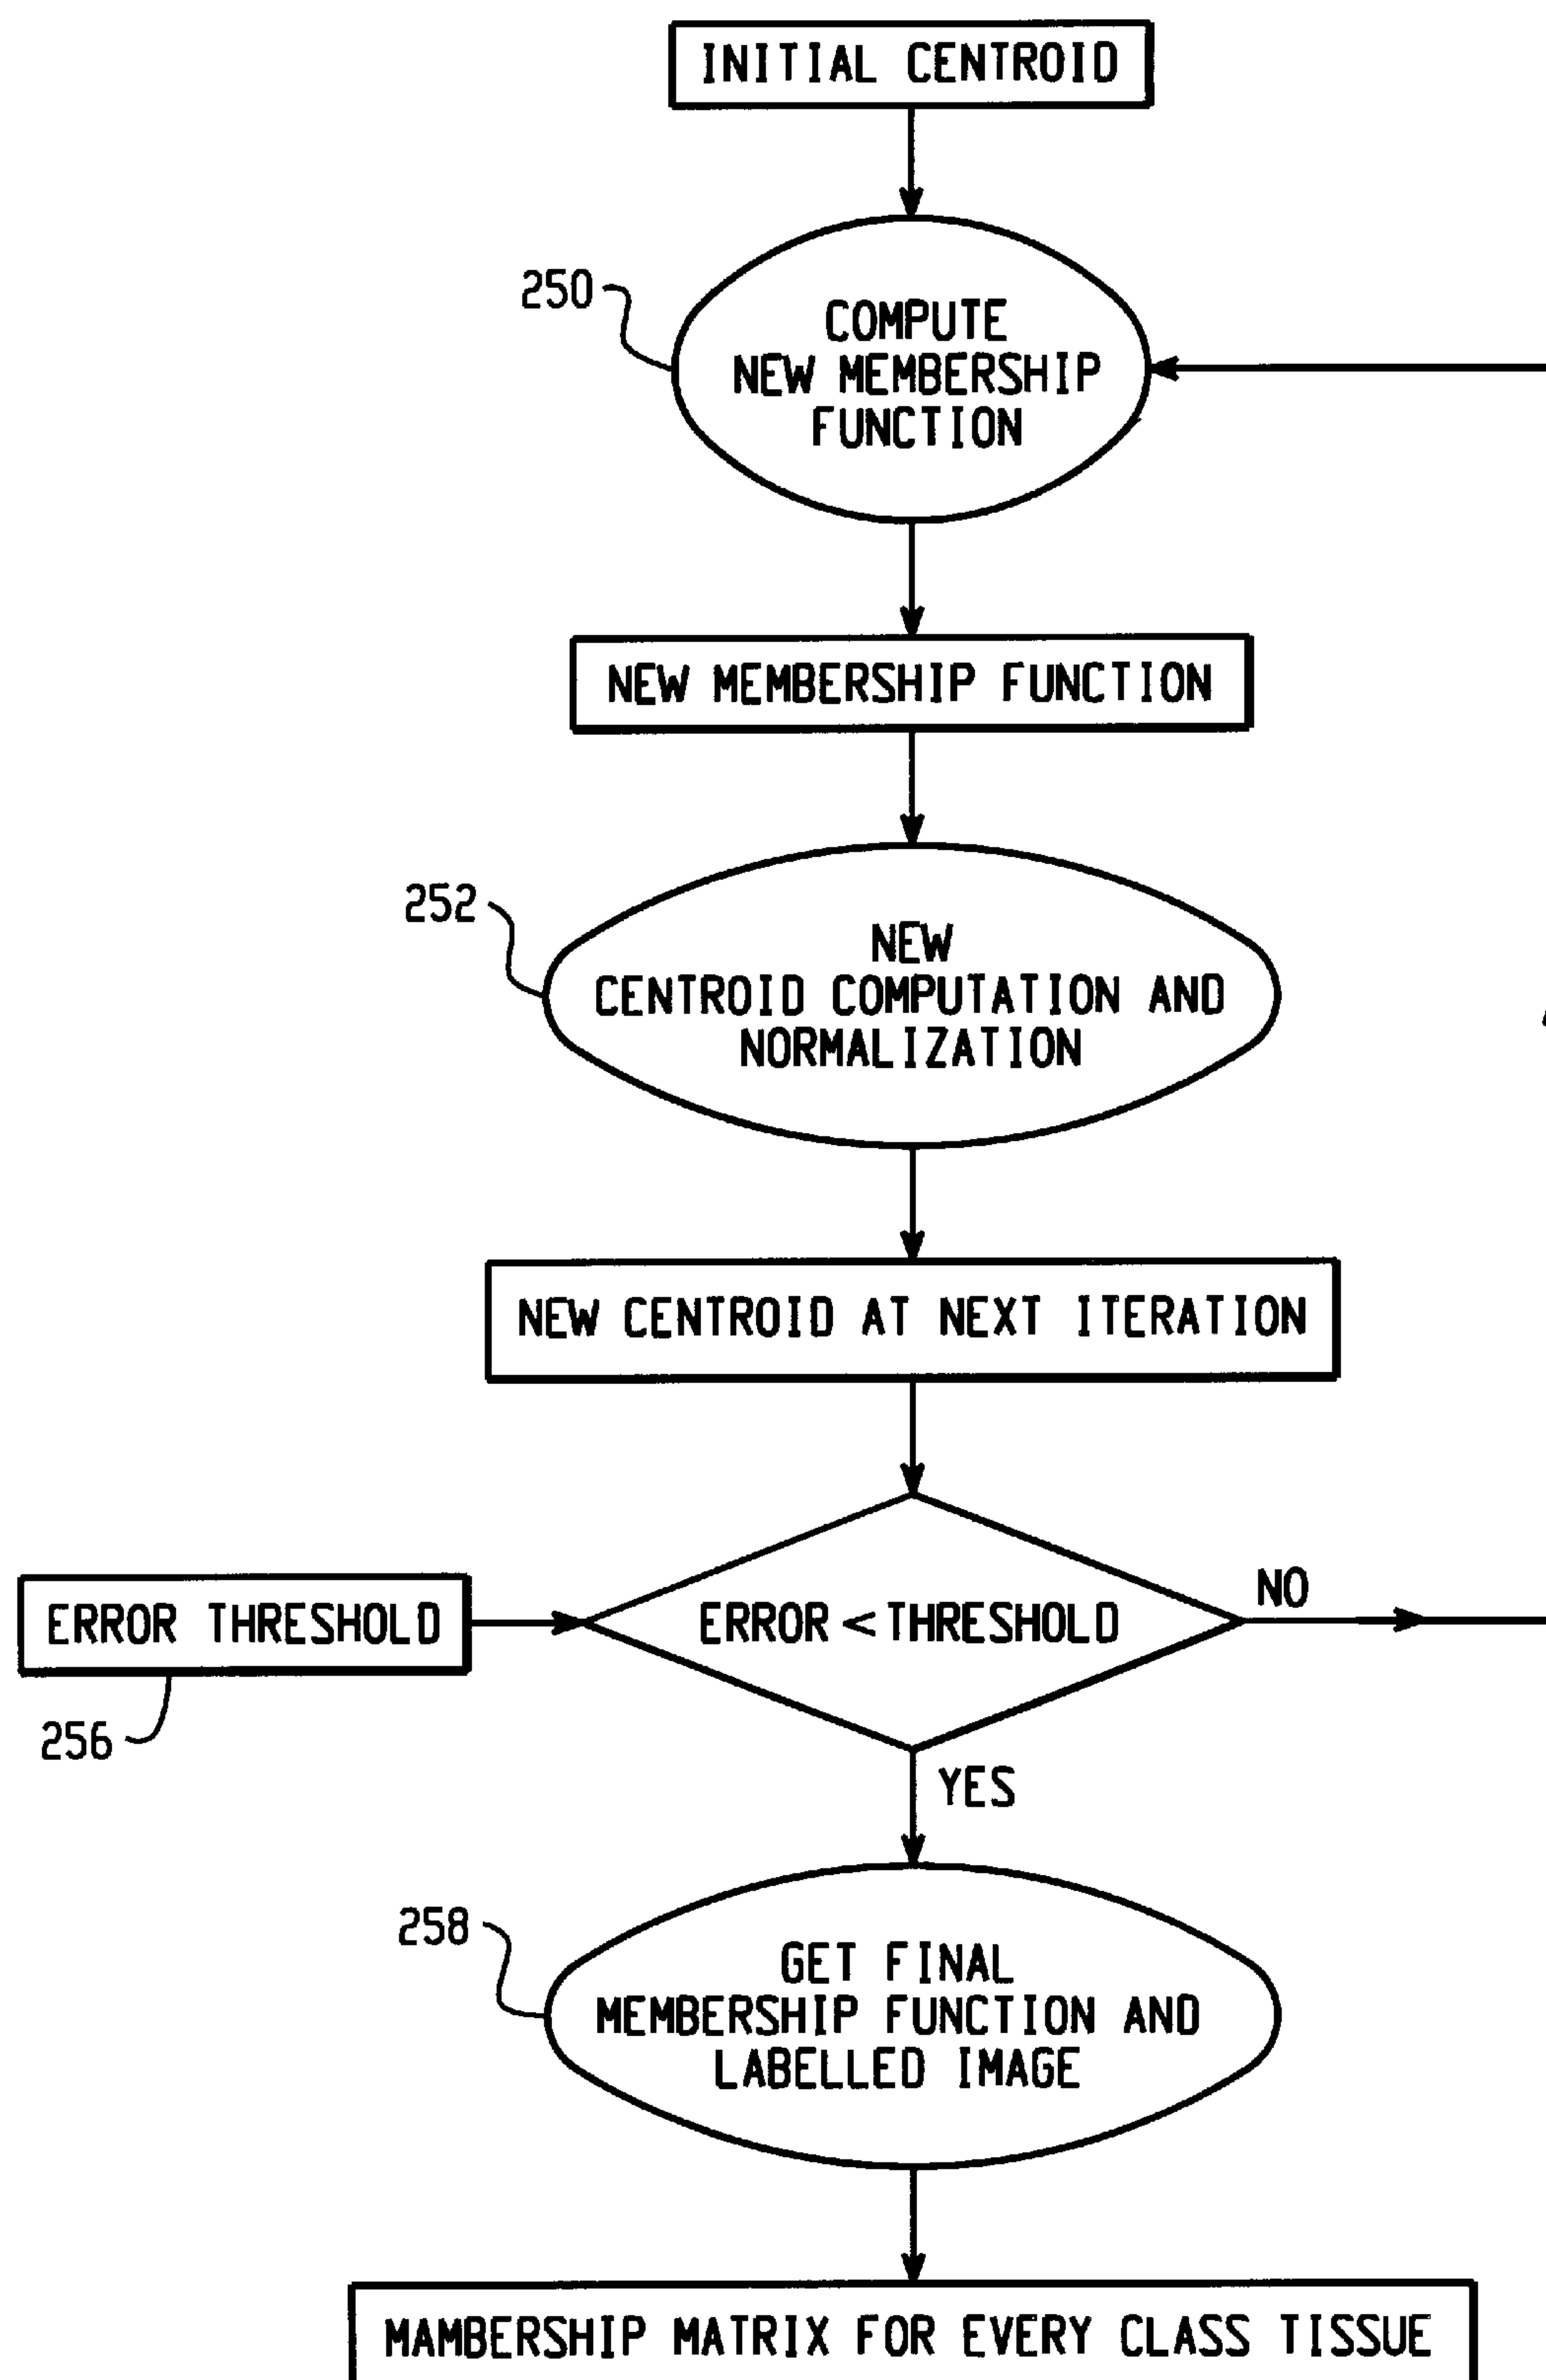 INITIAL CENTROID
250
COMPUTE
NEW MEMBERSHIP
FUNCTION
NEW MEMBERSHIP FUNCTION
252
NEW
CENTROID COMPUTATION AND
NORMALIZATION
NEW CENTROID AT NEXT ITERATION
ERROR THRESHOLD
ERROR < THRESHOLD
NO
256
YES
258
GET FINAL
MEMBERSHIP FUNCTION AND
LABELLED IMAGE
MAMBERSHIP MATRIX FOR EVERY CLASS TISSUE